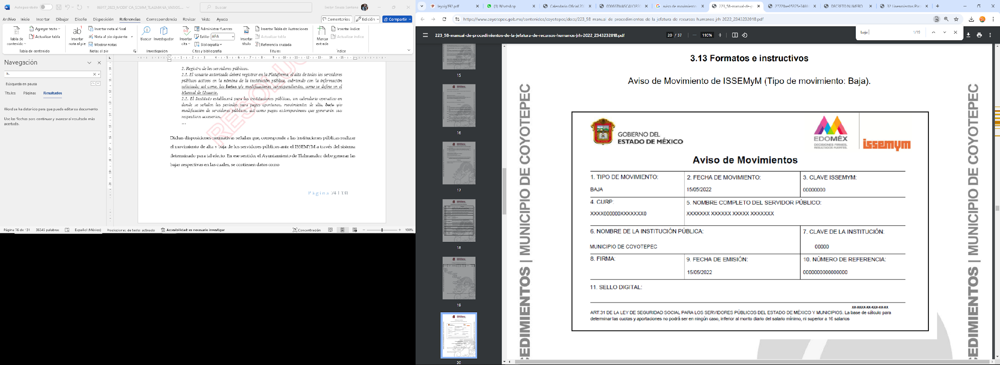 Autoguardado
06917_2023_MODIFICA_SCMM_TLALMANA_VARIOS....
Buscar
Evelyn Souza Santana
Archivo Inicio Insertar Dibujar Diseño Disposición Referencias Correspondencia Revisar Vista Ayuda
Comentarios Edición Compartir
Tabla de contenido
Agregar texto
Actualizar tabla
Tabla de contenido
ab¹
Insertar nota al pie
Insertar nota al final
Nota al pie siguiente
Mostrar notas
Notas al pie
Buscar Investigador
Investigación
Insertar cita
Administrar fuentes
Estilo: APA
Bibliografía
Citas y bibliografía
Insertar título
Insertar Tabla de ilustraciones
Actualizar tabla
Referencia cruzada
Títulos
Marcar entrada
Insertar índice
Actualizar índice
Índice
Navegación
h.
Búsqueda en pausa
Títulos Páginas Resultados
Word se ha detenido para que pueda editar su documento
Use las flechas para continuar y avanzar al resultado más
acertado.
2. Registro de los servidores públicos.
2.1. El usuario autorizado deberá registrar en la Plataforma, el alta de todos los servidores
públicos activos en la nómina de la institución pública, cubriendo con la información
solicitada; así como, las bajas y/o modificaciones correspondientes, como se define en el
Manual de Usuario.
2.2. El Instituto establecerá para las instituciones públicas, un calendario operativo en
donde se señalen los periodos para pagos oportunos, movimientos de alta, baja y/o
modificación de servidores públicos, así como pagos extemporáneos que generarán sus
respectivos accesorios.
...
Dichas disposiciones normativas señalan que, corresponde a las instituciones públicas realizar
el movimiento de alta y baja de los servidores públicos ante el ISSEMYM a través del sistema
determinado para tal efecto. En ese sentido, el Ayuntamiento de Tlalmanalco debe generar las
bajas respectivas en las cuales, se contienen datos como
Página 74 | 131
RESOLUC
Página 76 de 131 36345 palabras Español (México) Predicciones de texto: activado Accesibilidad: es necesario investigar Concentración 100%
leyvig192.pdf
(1) WhatsApp
Calendario Oficial 202
00066TMASCALCIP20
aviso de movimiento
223_58-manual-de-p
27228ae05375e746fd
DECRETO NUMERO
32 Lineamientos Plat
https://www.coyotepec.gob.mx/contenidos/coyotepec/docs/223_58-manual-de-procedimientos-de-la-jefatura-de-recursos-humanos-jrh-2022_2343232018.pdf
baja 1/19
223_58-manual-de-procedimientos-de-la-jefatura-de-recursos-humanos-jrh-2022_2343232018.pdf
20 / 37 195%
15
16
17
18
19
20
3.13 Formatos e instructivos
Aviso de Movimiento de ISSEMyM (Tipo de movimiento: Baja).
GOBIERNO DEL
ESTADO DE MÉXICO
EDOMÉX
DECISIONES FIRMES,
RESULTADOS FUERTES.
issemym
Aviso de Movimientos
1. TIPO DE MOVIMIENTO: 2. FECHA DE MOVIMIENTO: 3. CLAVE ISSEMYM:
BAJA 15/05/2022 00000000
4. CURP: 5. NOMBRE COMPLETO DEL SERVIDOR PÚBLICO:
XXXX000000XXXXXXX0 XXXXXXX XXXXXX XXXXX XXXXXXX
6. NOMBRE DE LA INSTITUCIÓN PÚBLICA: 7. CLAVE DE LA INSTITUCIÓN:
MUNICIPIO DE COYOTEPEC 00000
8. FIRMA: 9. FECHA DE EMISIÓN: 10. NÚMERO DE REFERENCIA:
15/05/2022 0000000000000000
11. SELLO DIGITAL:
XX-XXXX-XX-XXX-XX-XX
ART.31 DE LA LEY DE SEGURIDAD SOCIAL PARA LOS SERVIDORES PÚBLICOS DEL ESTADO DE MÉXICO Y MUNICIPIOS. La base de cálculo para
determinar las cuotas y aportaciones no podrá ser en ningún caso, inferior al monto diario del salario mínimo, ni superior a 16 salarios
CEDIMIENTOS | MUNICIPIO DE COYOTEPEC
CEDIMIENTOS | MUNICIPIO DE COYOTEPEC